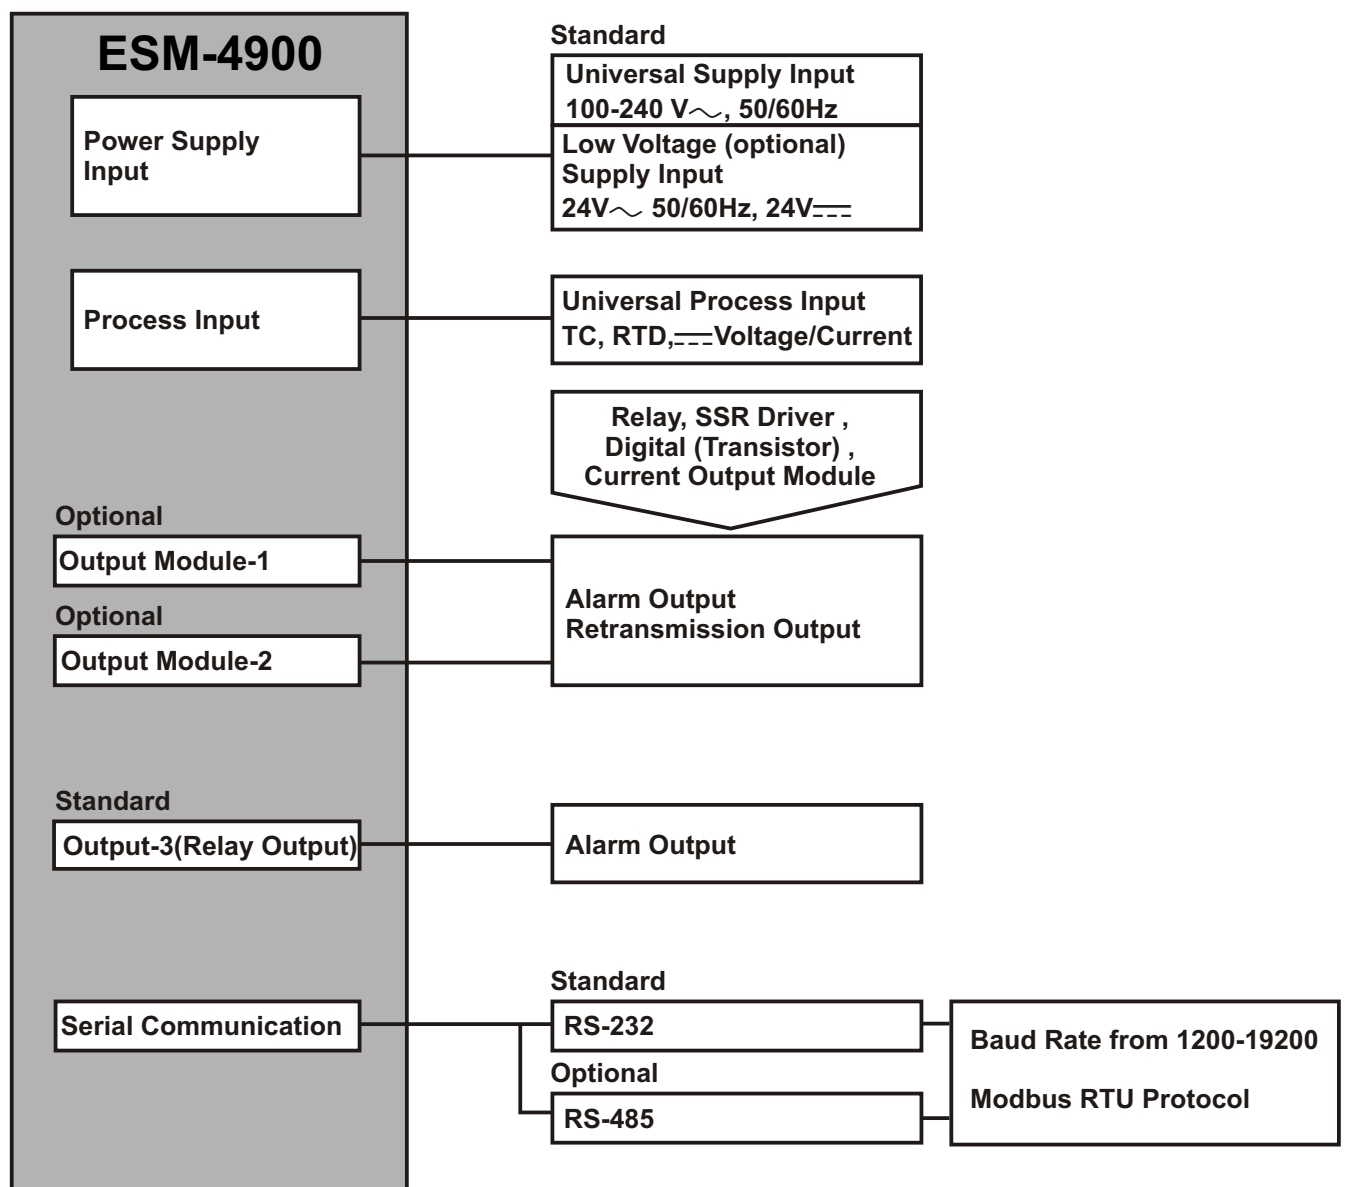 ESM-4900
Power Supply
Input
Standard
Universal Supply Input
100-240 V～, 50/60Hz
Low Voltage (optional)
Supply Input
24V～ 50/60Hz, 24V⎓
Process Input
Universal Process Input
TC, RTD,⎓Voltage/Current
Relay, SSR Driver ,
Digital (Transistor) ,
Current Output Module
Optional
Output Module-1
Optional
Output Module-2
Alarm Output
Retransmission Output
Standard
Output-3(Relay Output)
Alarm Output
Serial Communication
Standard
RS-232
Optional
RS-485
Baud Rate from 1200-19200
Modbus RTU Protocol